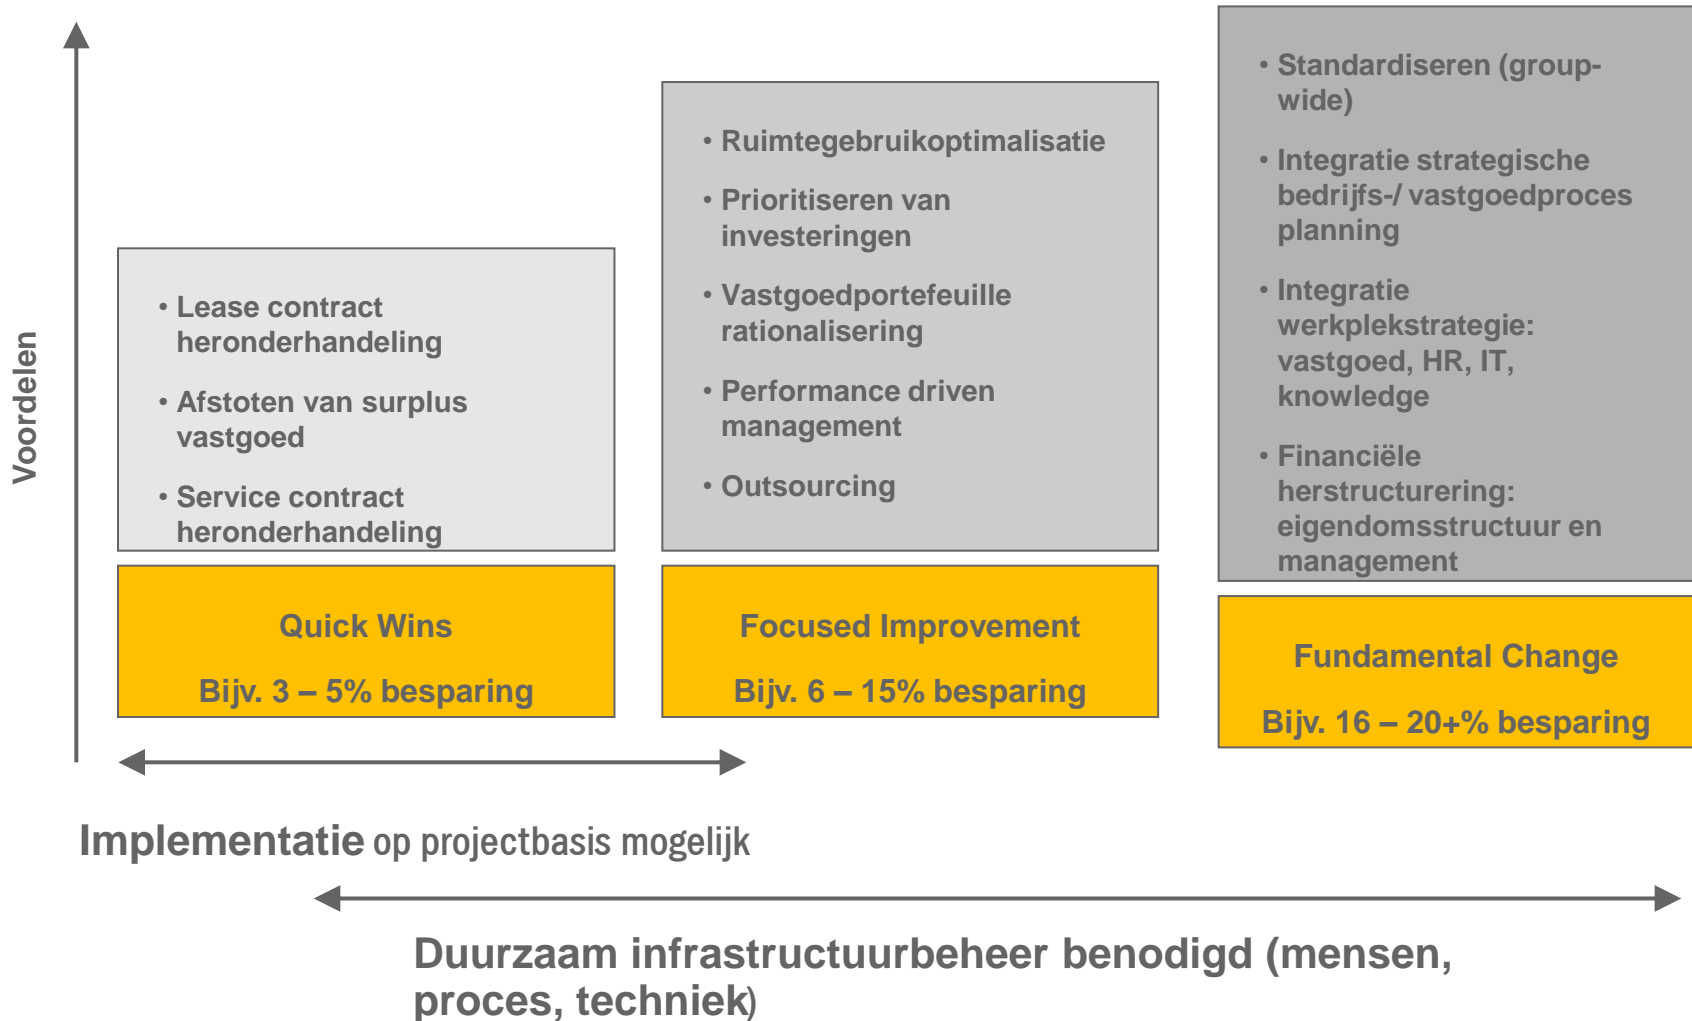 Voordelen
• Lease contract
heronderhandeling
• Afstoten van surplus
vastgoed
• Service contract
heronderhandeling
Quick Wins
Bijv. 3 – 5% besparing
• Ruimtegebruikoptimalisatie
• Prioritiseren van
investeringen
• Vastgoedportefeuille
rationalisering
• Performance driven
management
• Outsourcing
Focused Improvement
Bijv. 6 – 15% besparing
• Standardiseren (group-
wide)
• Integratie strategische
bedrijfs-/ vastgoedproces
planning
• Integratie
werkplekstrategie:
vastgoed, HR, IT,
knowledge
• Financiële
herstructurering:
eigendomsstructuur en
management
Fundamental Change
Bijv. 16 – 20+% besparing
Implementatie op projectbasis mogelijk
Duurzaam infrastructuurbeheer benodigd (mensen,
proces, techniek)